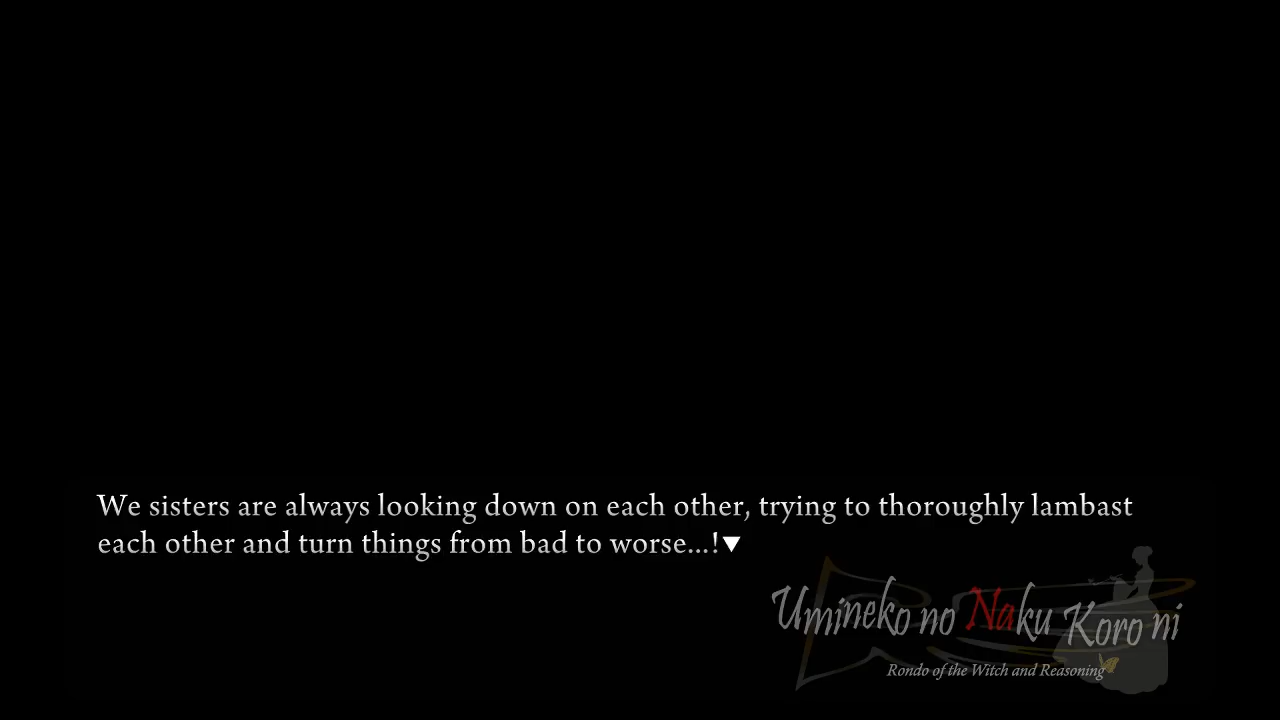 We sisters are always looking down on each other, trying to thoroughly lambast
each other and turn things from bad to worse...!▼
Umineko no Naku Koro ni
Rondo of the Witch and Reasoning